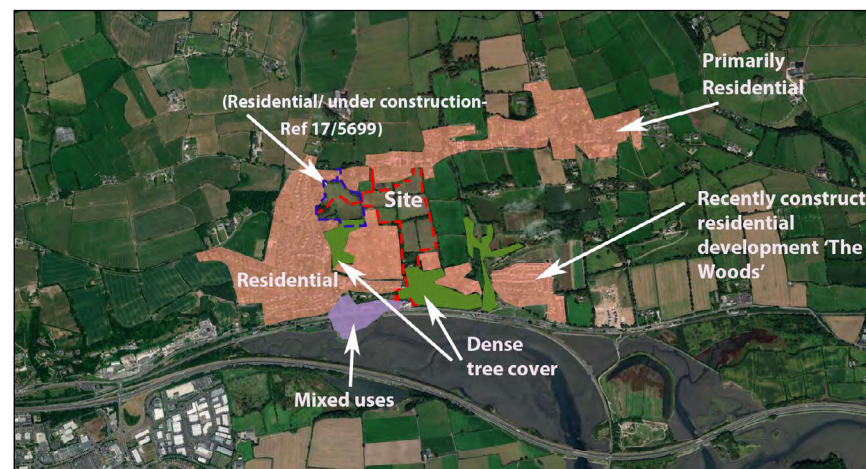 Primarily
Residential
(Residential/ under construction-
Ref 17/5699)
Site
Recently construct
residential
development 'The
Woods'
Residential
Dense
tree cover
Mixed uses